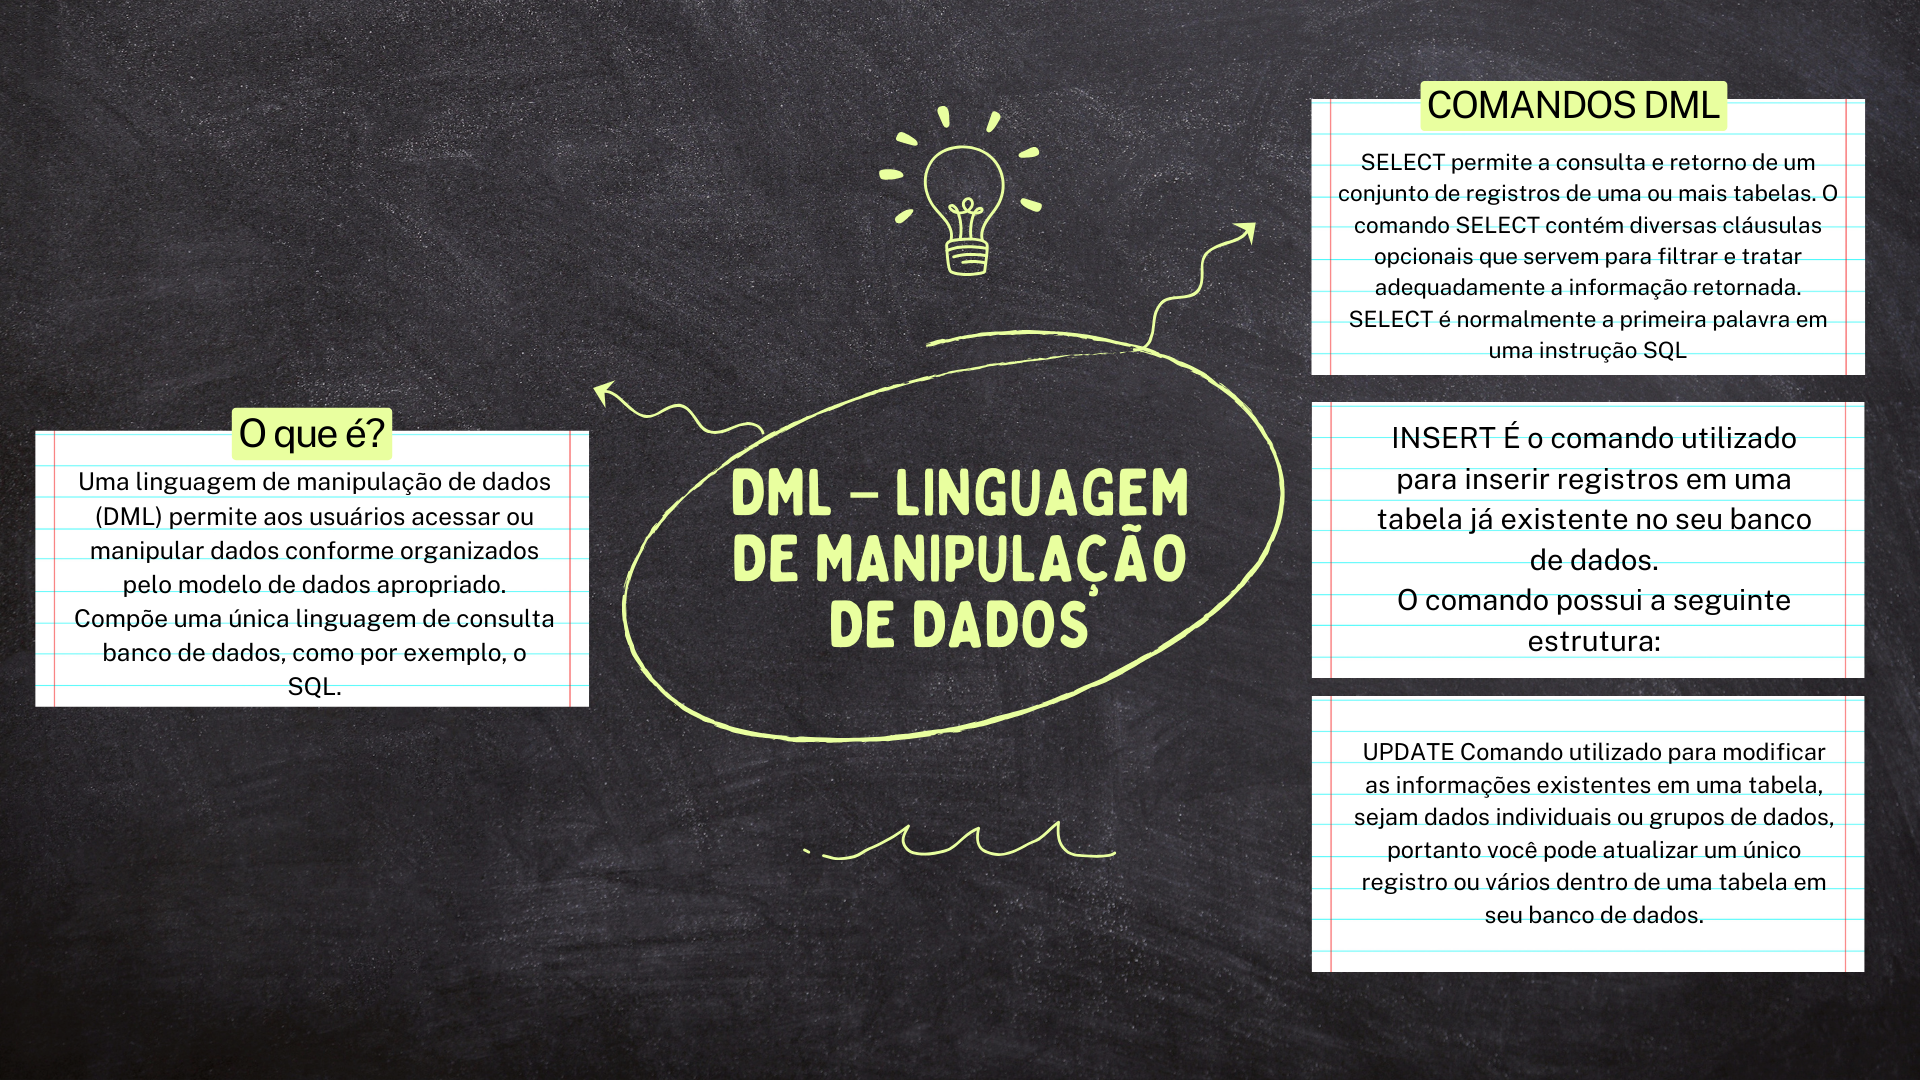 O que é?
Uma linguagem de manipulação de dados
(DML) permite aos usuários acessar ou
manipular dados conforme organizados
pelo modelo de dados apropriado.
Compõe uma única linguagem de consulta
banco de dados, como por exemplo, o
SQL.
DML – LINGUAGEM
DE MANIPULAÇÃO
DE DADOS
COMANDOS DML
SELECT permite a consulta e retorno de um
conjunto de registros de uma ou mais tabelas. O
comando SELECT contém diversas cláusulas
opcionais que servem para filtrar e tratar
adequadamente a informação retornada.
SELECT é normalmente a primeira palavra em
uma instrução SQL
INSERT É o comando utilizado
para inserir registros em uma
tabela já existente no seu banco
de dados.
O comando possui a seguinte
estrutura:
UPDATE Comando utilizado para modificar
as informações existentes em uma tabela,
sejam dados individuais ou grupos de dados,
portanto você pode atualizar um único
registro ou vários dentro de uma tabela em
seu banco de dados.